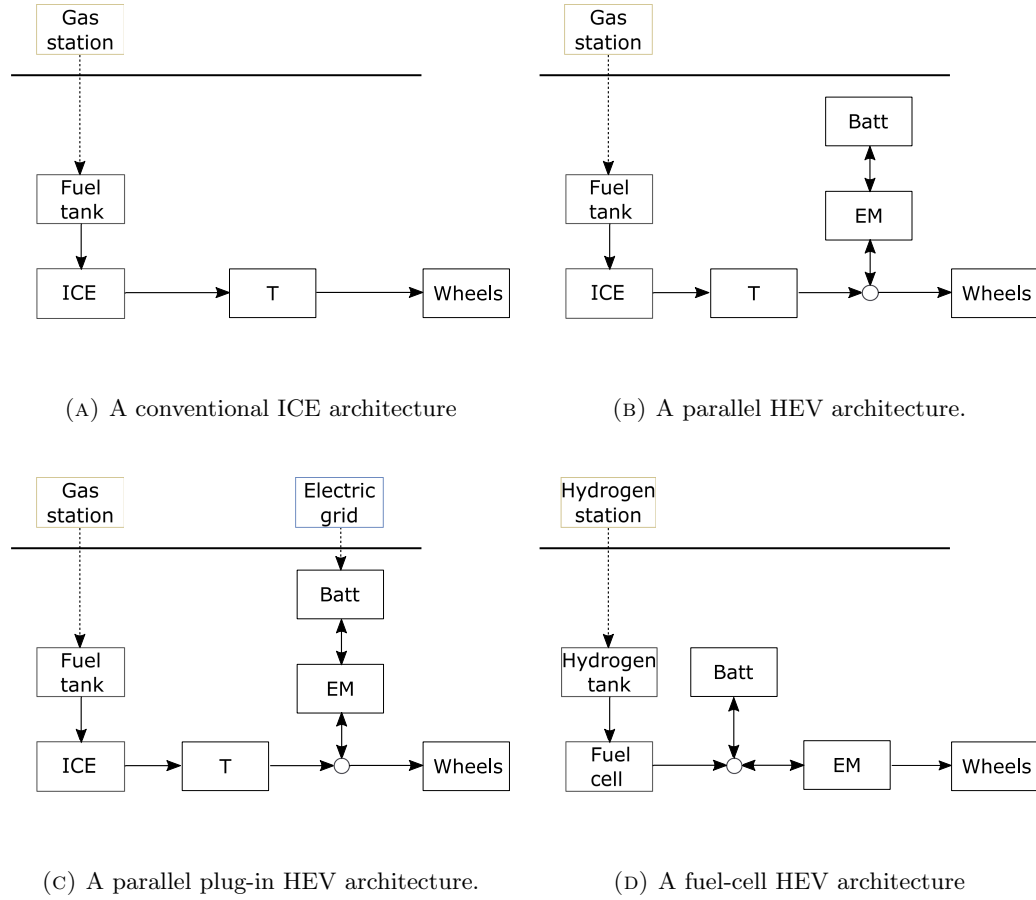 Gas
station
Fuel
tank
ICE
T
Wheels
(A) A conventional ICE architecture
Gas
station
Batt
Fuel
tank
EM
ICE
T
Wheels
(B) A parallel HEV architecture.
Gas
station
Electric
grid
Batt
Fuel
tank
EM
ICE
T
Wheels
(C) A parallel plug-in HEV architecture.
Hydrogen
station
Hydrogen
tank
Batt
Fuel
cell
EM
Wheels
(D) A fuel-cell HEV architecture